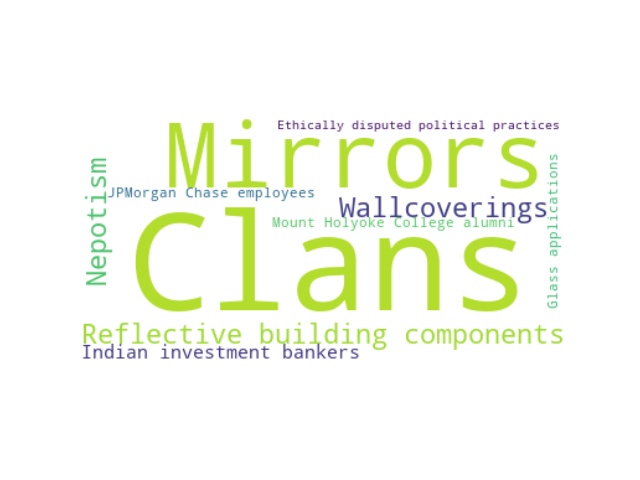 Ethically disputed political practices
Mirrors
Nepotism
JPMorgan Chase employees
Wallcoverings
Glass applications
Mount Holyoke College alumni
Clans
Reflective building components
Indian investment bankers